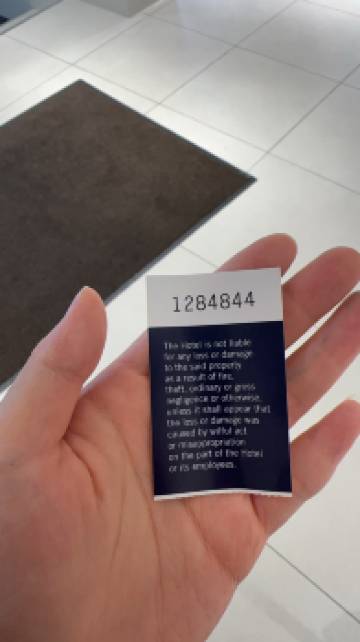 1284844
The Hotel is not liable
for any loss or damage
to the said property
as a result of fire,
theft, ordinary or gross
negligence or otherwise,
unless it shall appear that
the loss or damage was
caused by wilful act
or misappropriation
on the part of the Hotel
or its employees.